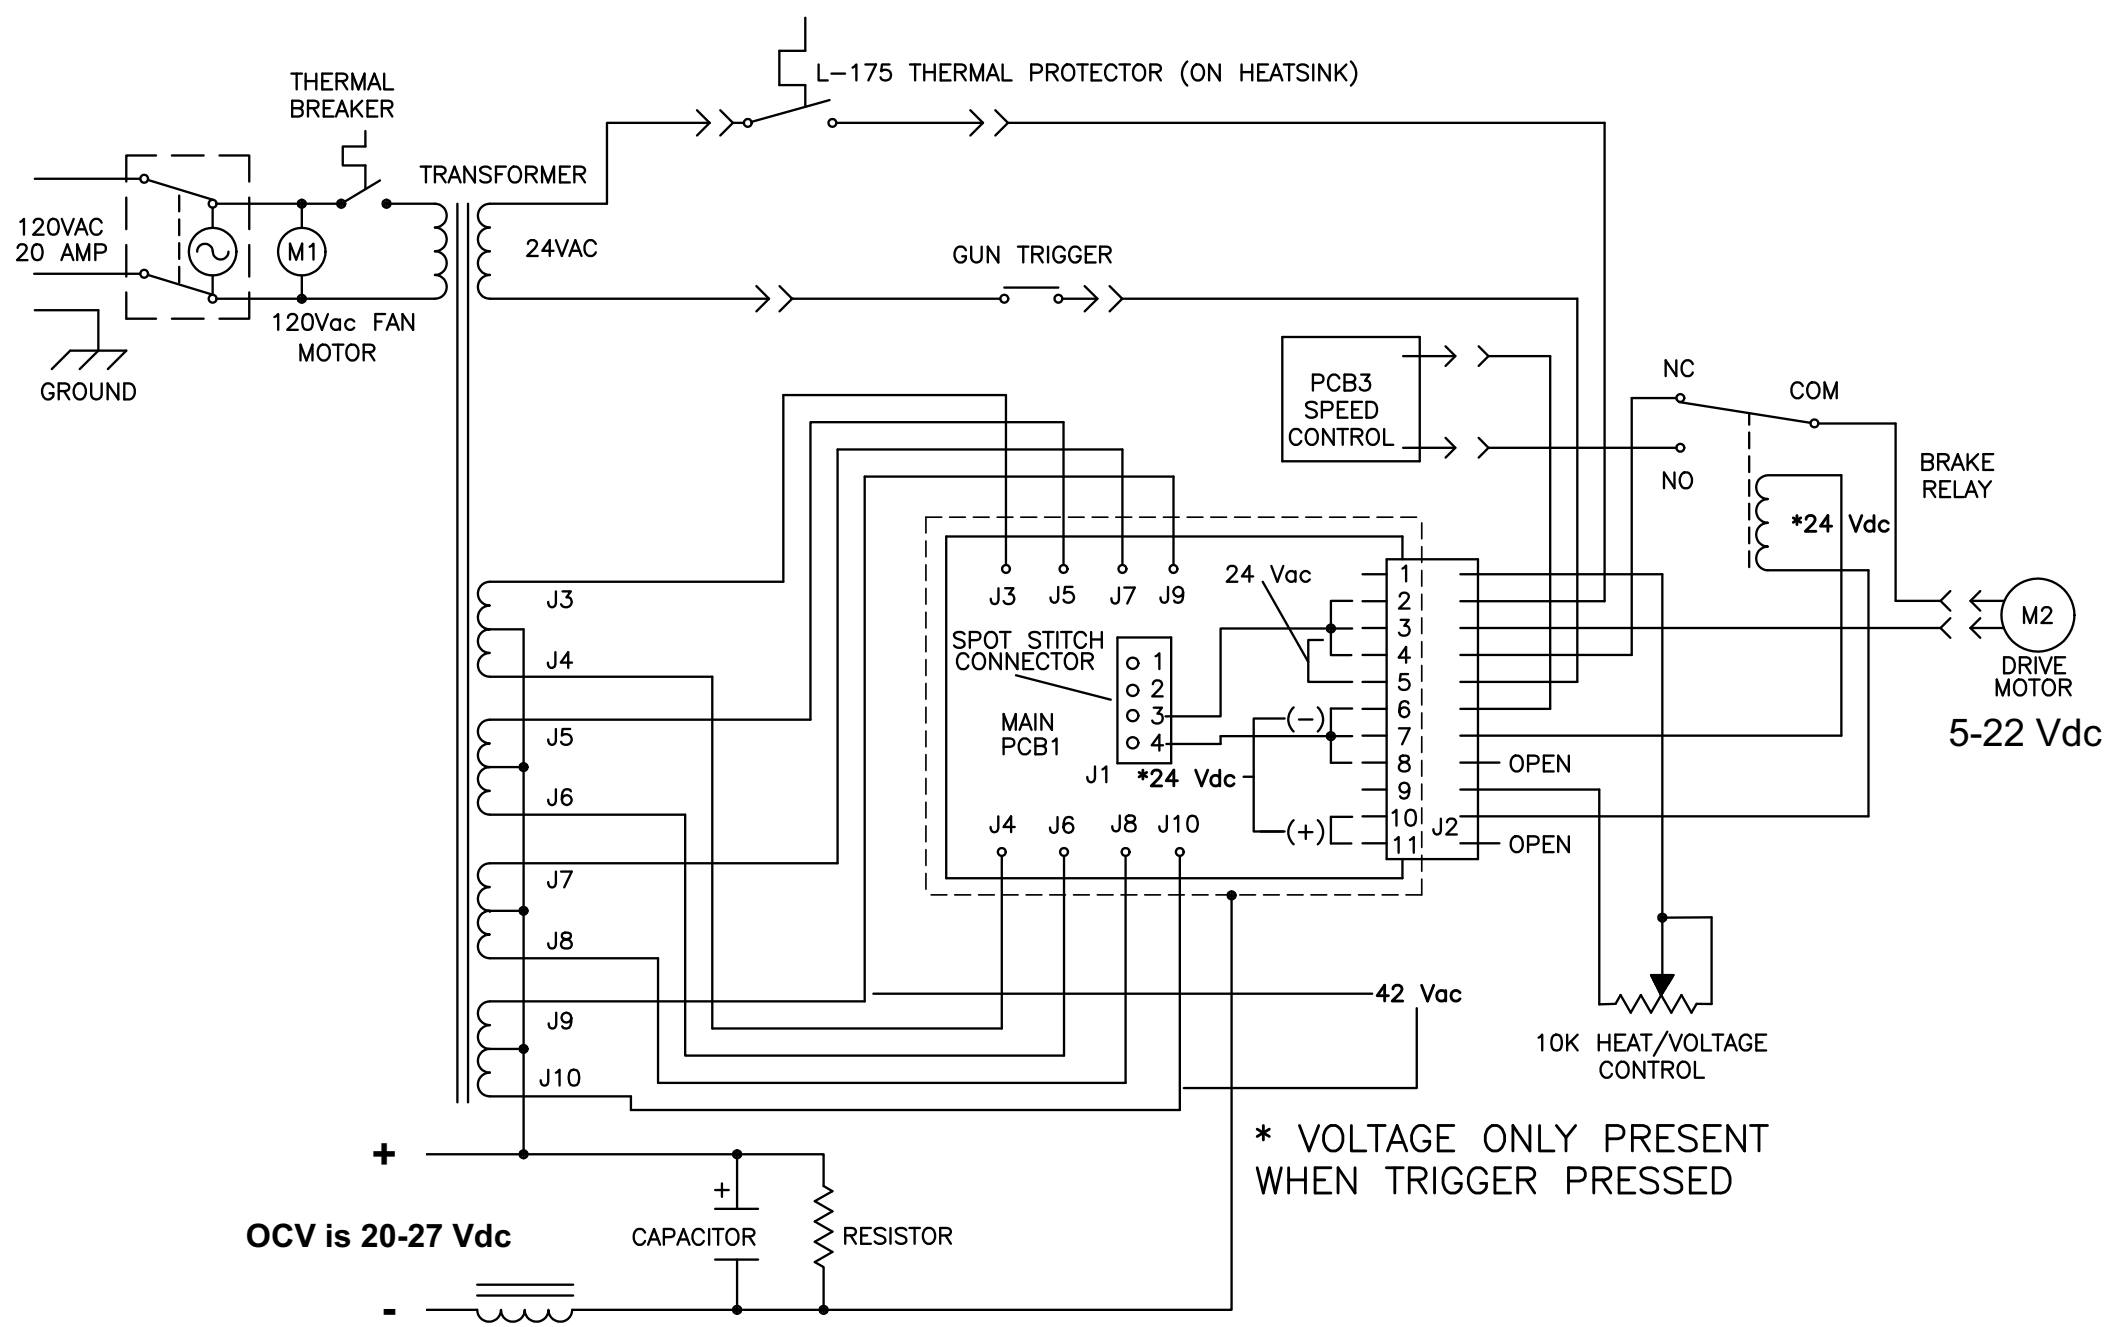 L-175 THERMAL PROTECTOR (ON HEATSINK)
THERMAL
BREAKER
TRANSFORMER
120VAC
20 AMP
M1
24VAC
GUN TRIGGER
120Vac FAN
MOTOR
GROUND
PCB3
SPEED
CONTROL
NC
COM
NO
BRAKE
RELAY
*24 Vdc
J3
J4
J5
J6
J7
J8
J9
J10
J3 J5 J7 J9
24 Vac
SPOT STITCH
CONNECTOR
1
2
3
4
MAIN
PCB1
J1
*24 Vdc
(-)
(+)
J4 J6 J8 J10
1
2
3
4
5
6
7
8
9
10
11
J2
OPEN
OPEN
M2
DRIVE
MOTOR
5-22 Vdc
42 Vac
10K HEAT/VOLTAGE
CONTROL
* VOLTAGE ONLY PRESENT
WHEN TRIGGER PRESSED
+
+
OCV is 20-27 Vdc
CAPACITOR
RESISTOR
-